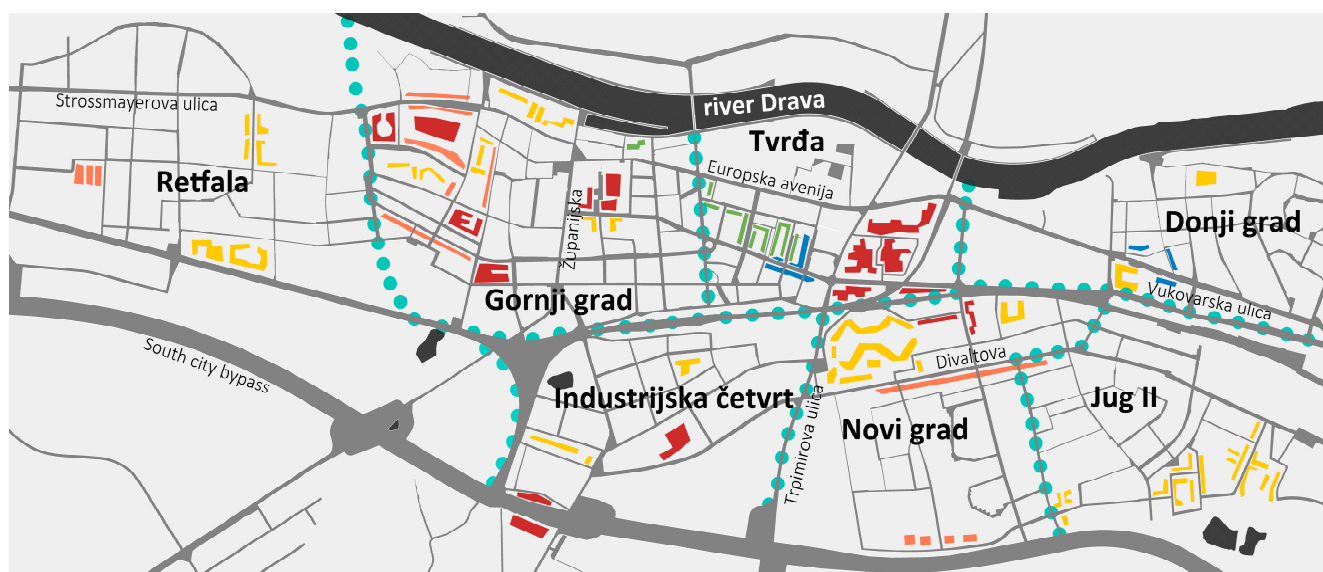 river Drava
Strossmayerova ulica
Tvrđa
Europska avenija
Retfala
Županijska
Donji grad
Gornji grad
Vukovarska ulica
South city bypass
Divaltova
Industrijska četvrt
Trpimirova ulica
Jug II
Novi grad